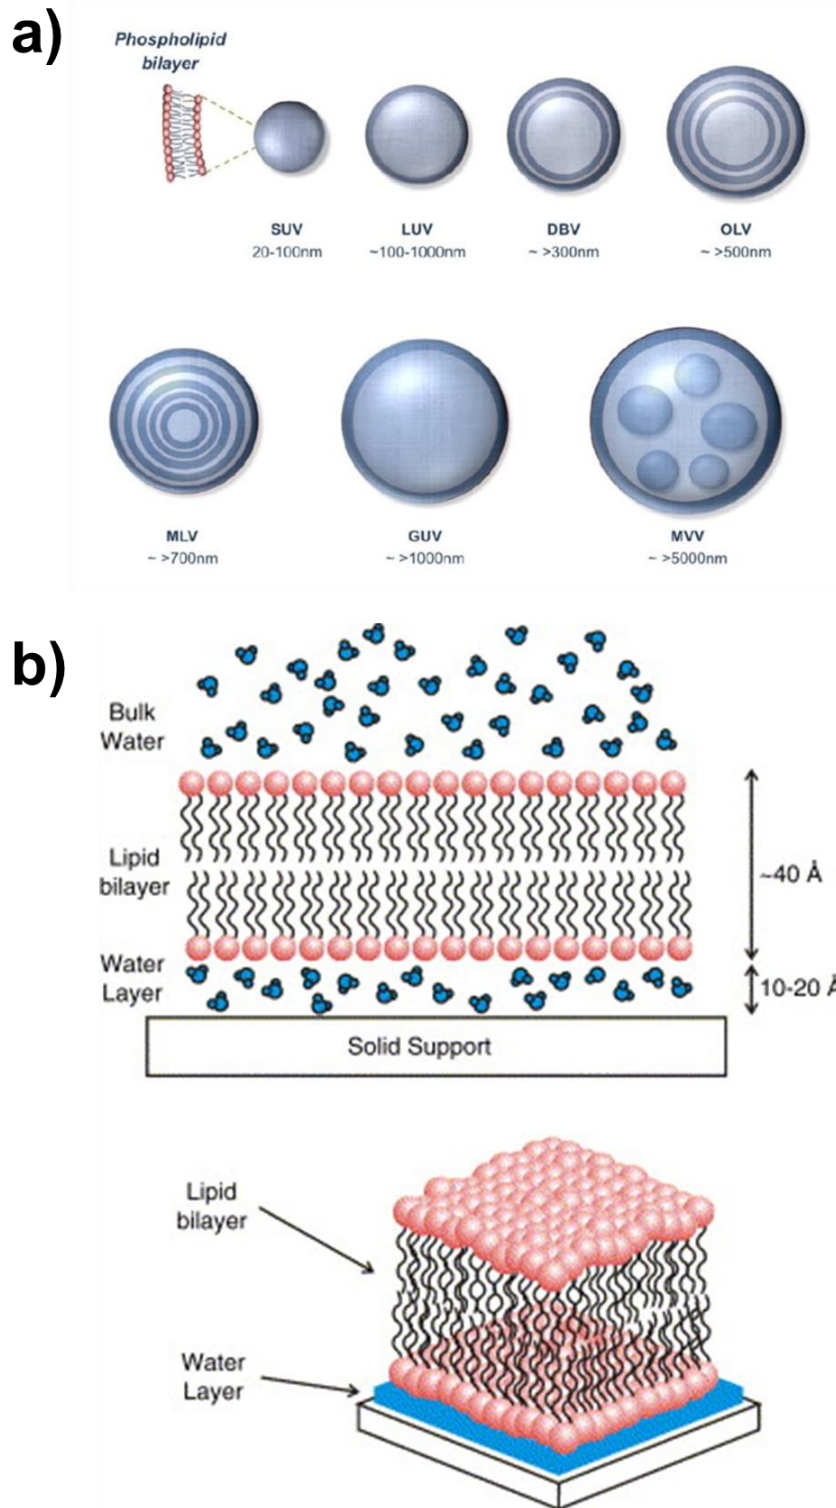 a)
Phospholipid
bilayer
SUV
20-100nm
LUV
~100-1000nm
DBV
~ >300nm
OLV
~ >500nm
MLV
~ >700nm
GUV
~ >1000nm
MVV
~ >5000nm
b)
Bulk
Water
Lipid
bilayer
~40 Å
Water
Layer
10-20 Å
Solid Support
Lipid
bilayer
Water
Layer